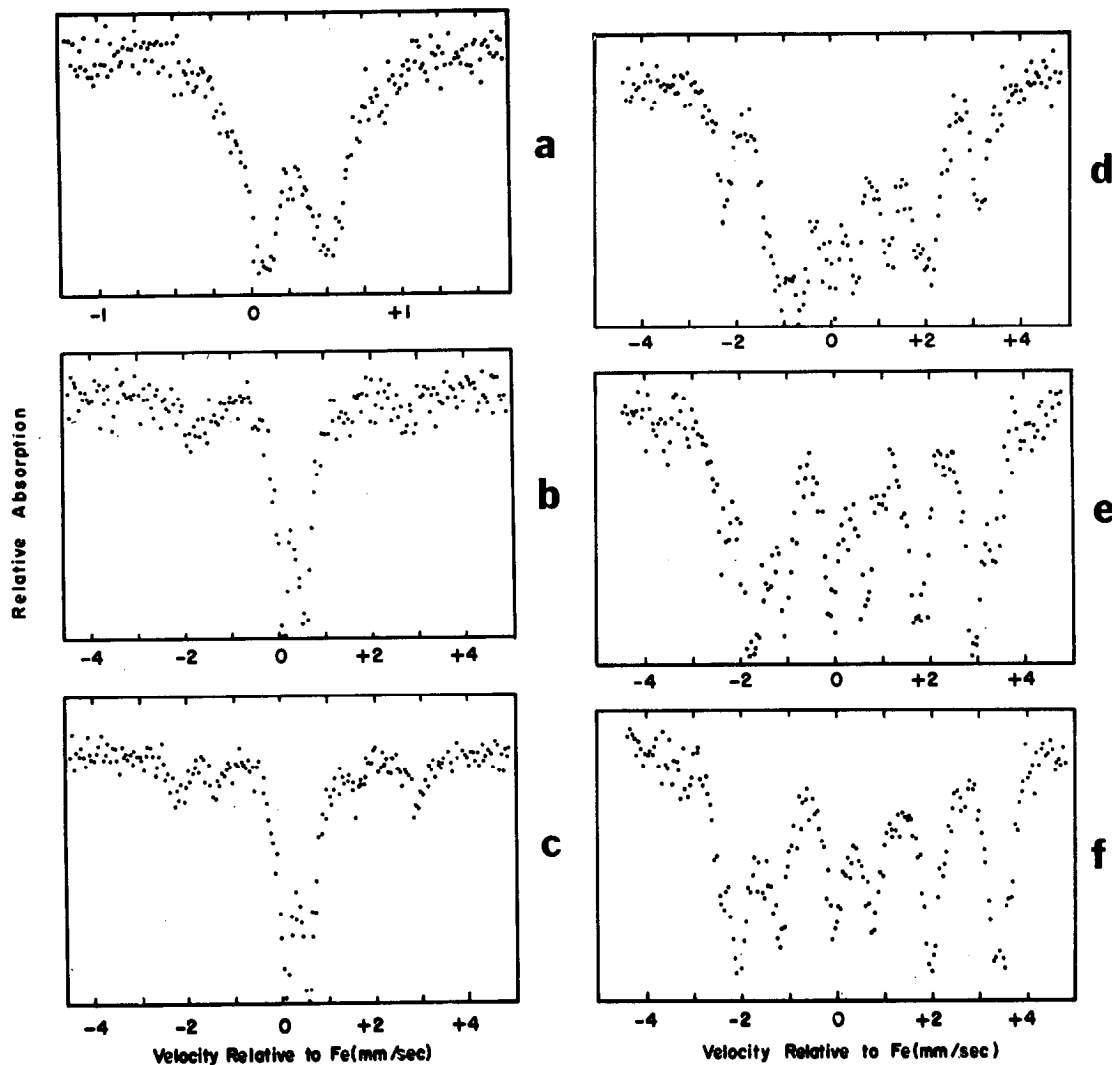 Relative Absorption
a
-1 0 +1
b
-4 -2 0 +2 +4
c
-4 -2 0 +2 +4
Velocity Relative to Fe(mm/sec)
d
-4 -2 0 +2 +4
e
-4 -2 0 +2 +4
f
-4 -2 0 +2 +4
Velocity Relative to Fe(mm/sec)